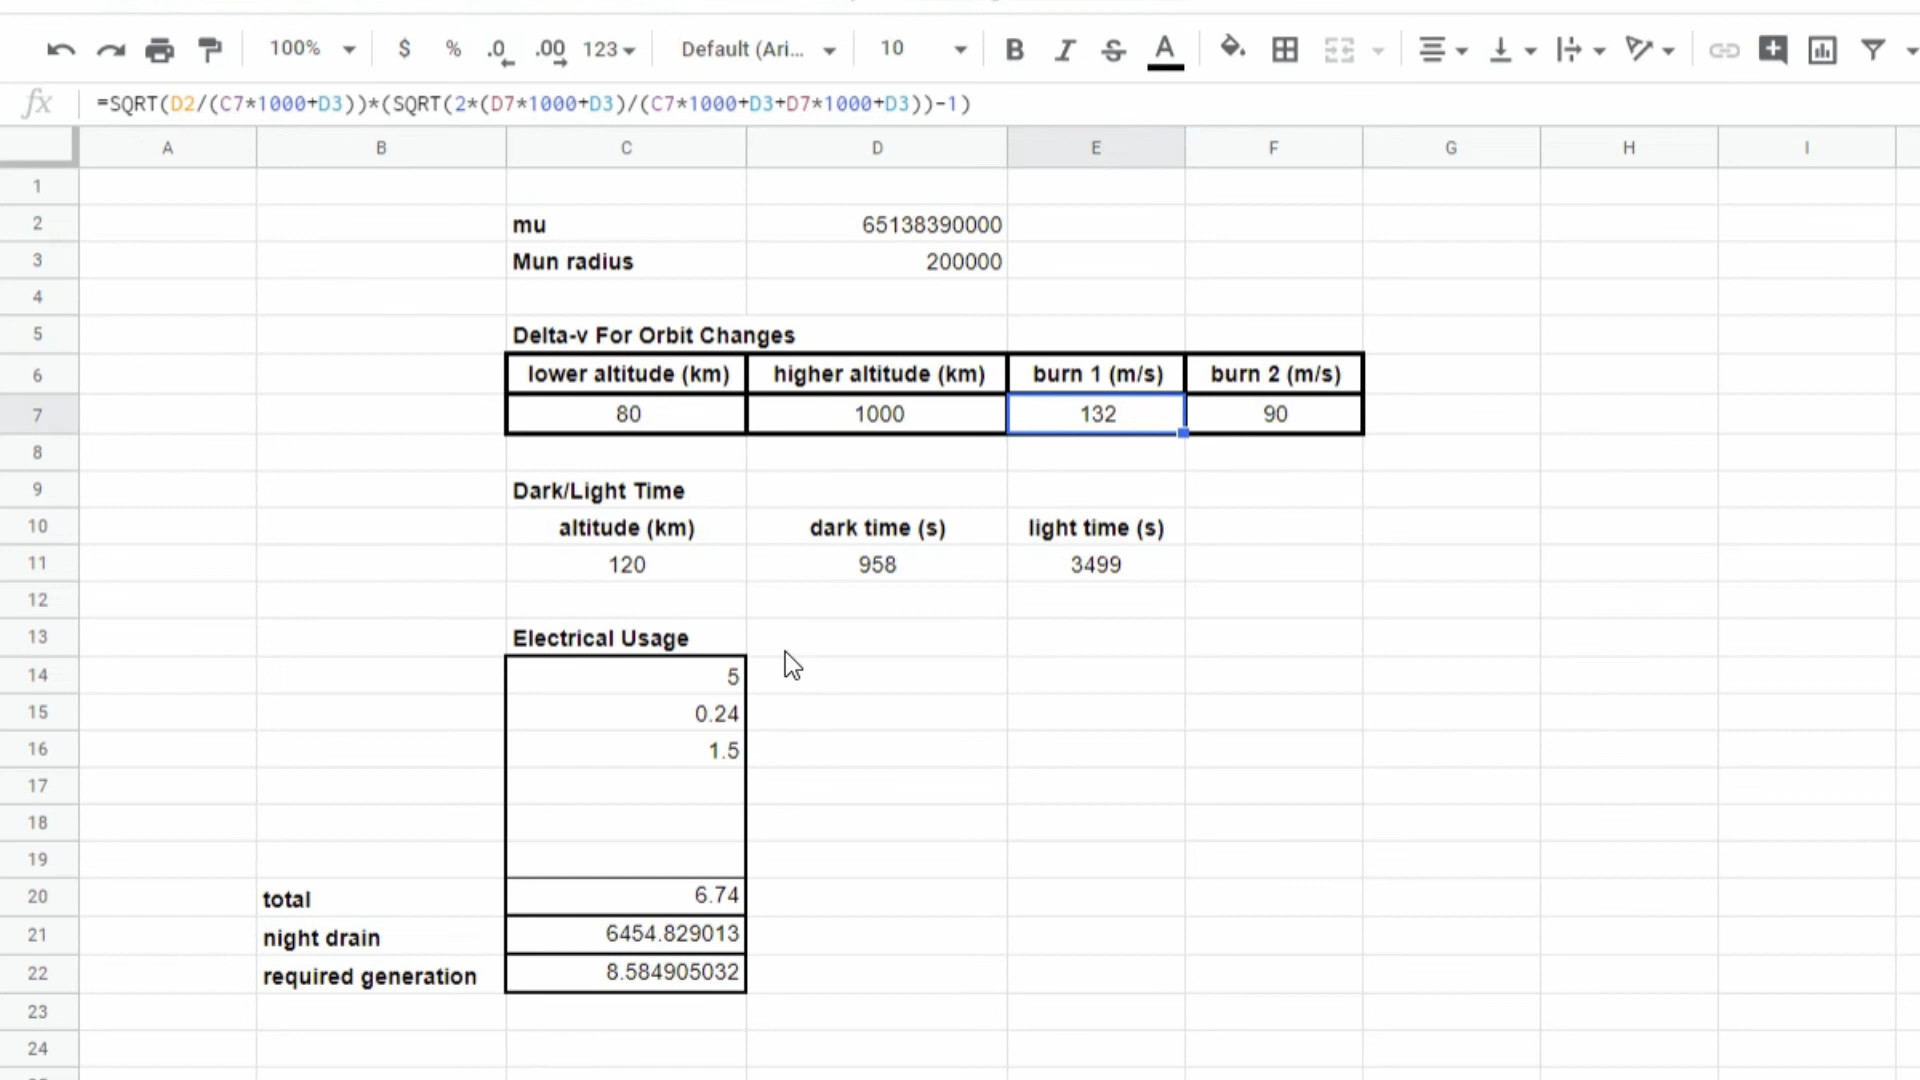 100% $ % .0 .00 123 Default (Ari... 10 B I S A
fx =SQRT(D2/(C7*1000+D3))*(SQRT(2*(D7*1000+D3)/(C7*1000+D3+D7*1000+D3))-1)
A B C D E F G H I
1
2 mu 65138390000
3 Mun radius 200000
4
5 Delta-v For Orbit Changes
6 lower altitude (km) higher altitude (km) burn 1 (m/s) burn 2 (m/s)
7 80 1000 132 90
8
9 Dark/Light Time
10 altitude (km) dark time (s) light time (s)
11 120 958 3499
12
13 Electrical Usage
14 5
15 0.24
16 1.5
17
18
19
20 total 6.74
21 night drain 6454.829013
22 required generation 8.584905032
23
24